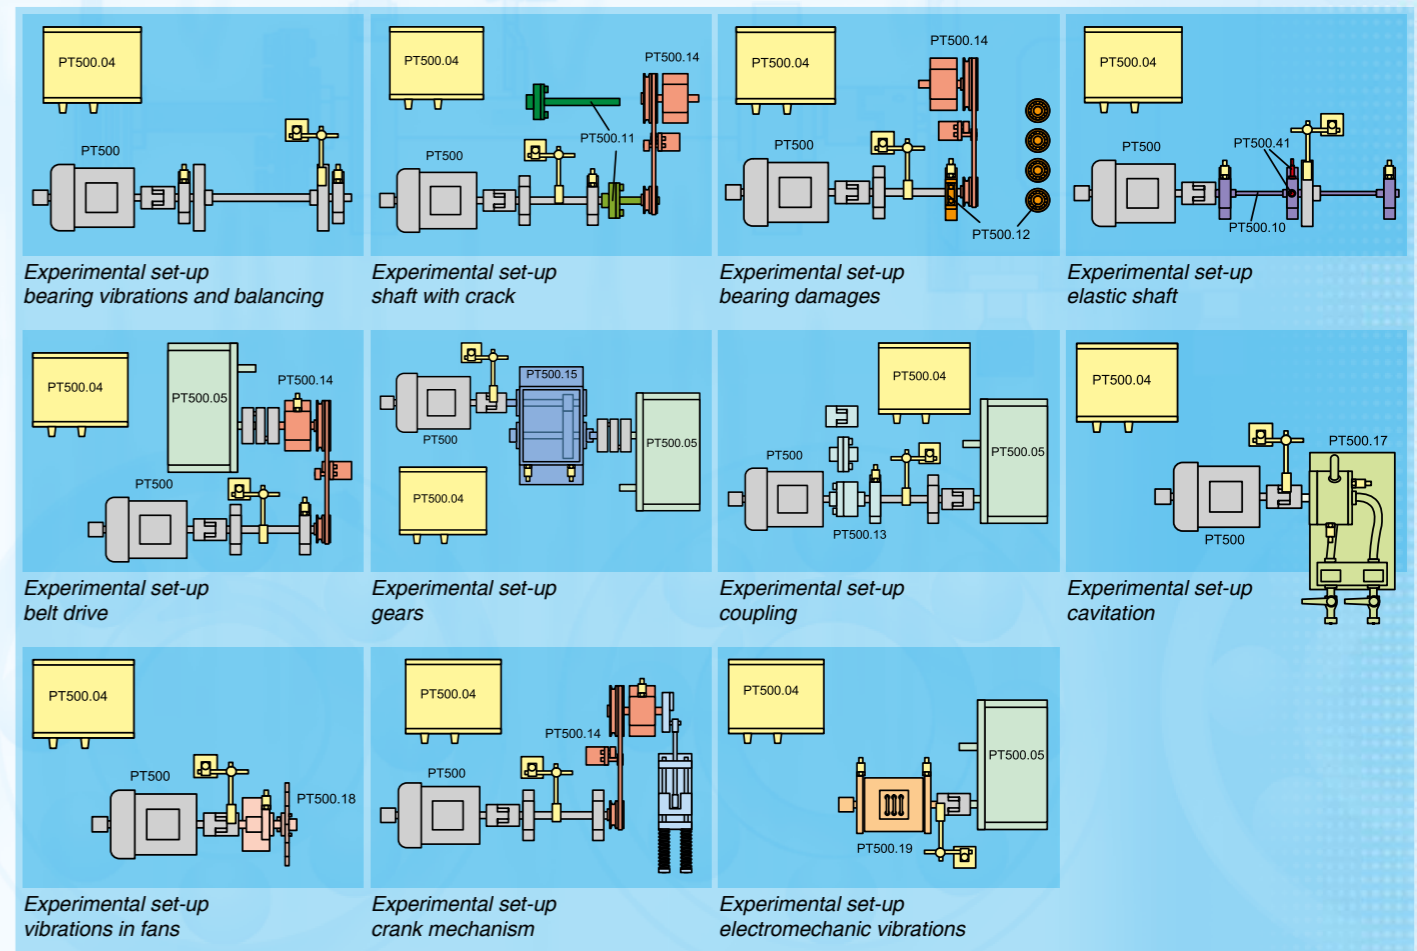 PT500.04
PT500
Experimental set-up
bearing vibrations and balancing
PT500.04
PT500.14
PT500.11
PT500
Experimental set-up
shaft with crack
PT500.14
PT500.04
PT500
PT500.12
Experimental set-up
bearing damages
PT500.04
PT500.41
PT500
PT500.10
Experimental set-up
elastic shaft
PT500.14
PT500.04
PT500.05
PT500
Experimental set-up
belt drive
PT500.15
PT500
PT500.05
PT500.04
Experimental set-up
gears
PT500.04
PT500.05
PT500
PT500.13
Experimental set-up
coupling
PT500.04
PT500.17
PT500
Experimental set-up
cavitation
PT500.04
PT500
PT500.18
Experimental set-up
vibrations in fans
PT500.04
PT500.14
PT500
Experimental set-up
crank mechanism
PT500.04
PT500.05
PT500.19
Experimental set-up
electromechanic vibrations